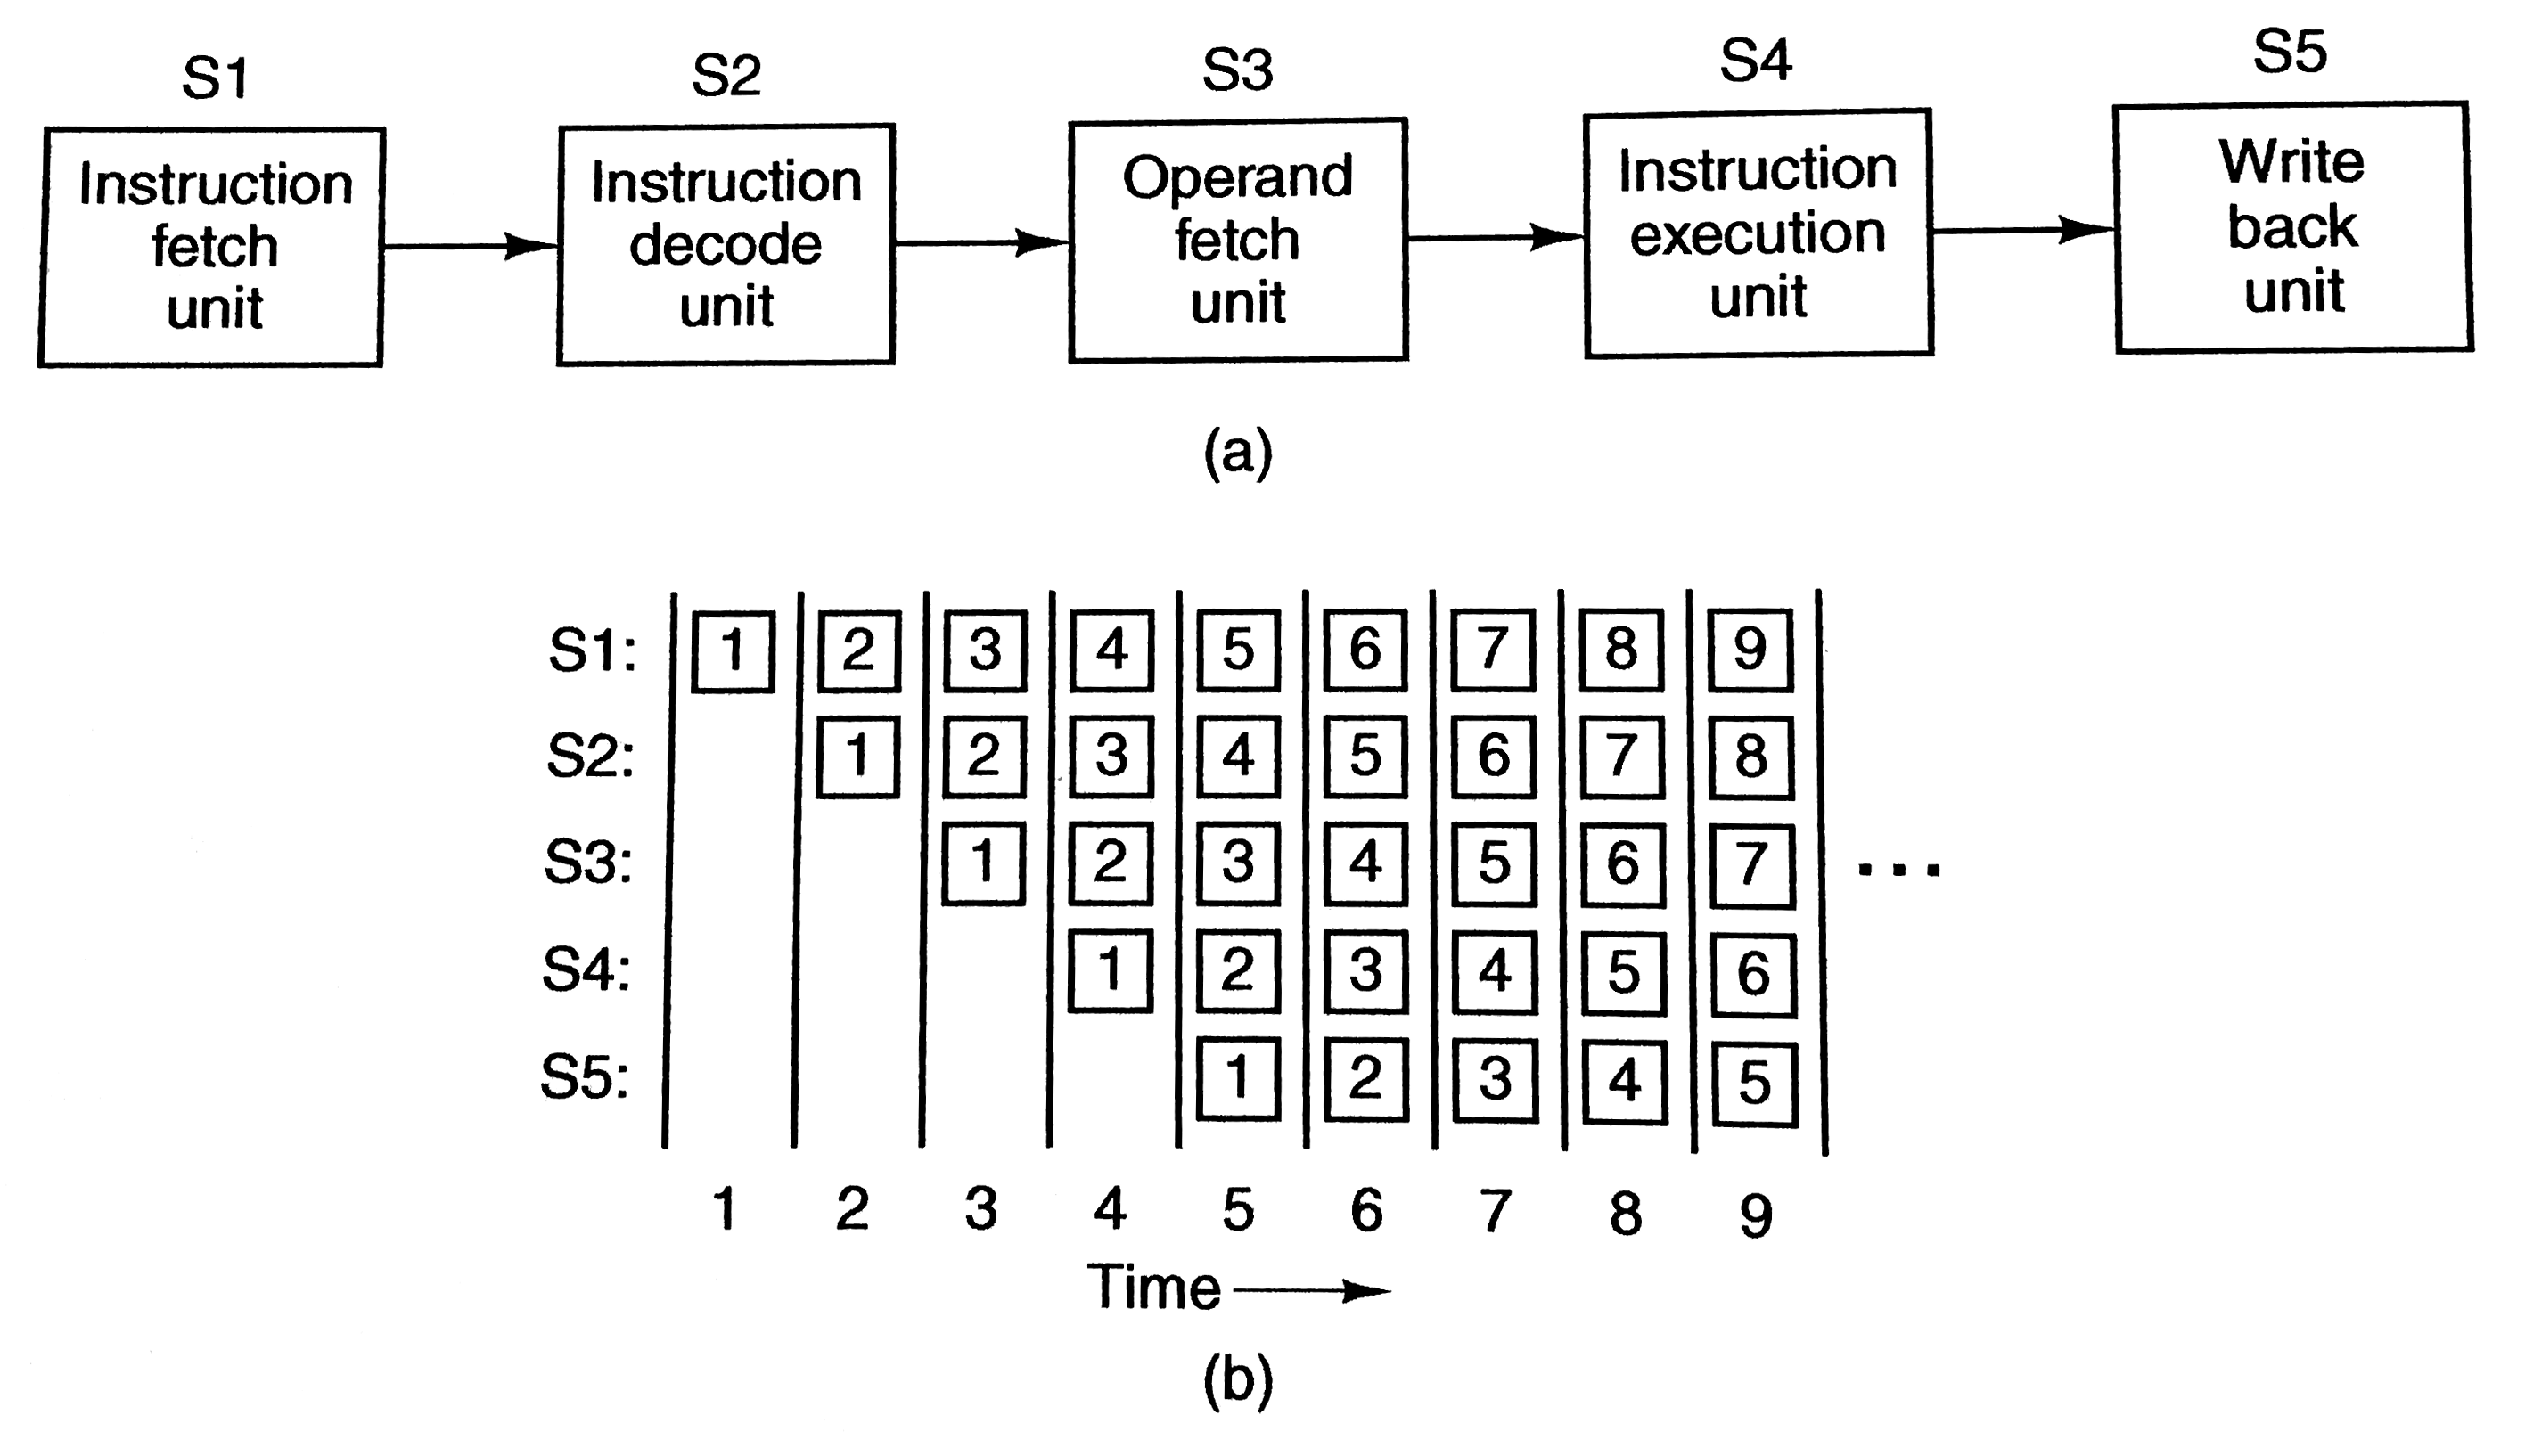 S1 S2 S3 S4 S5
Instruction fetch unit
Instruction decode unit
Operand fetch unit
Instruction execution unit
Write back unit
(a)
S1: 1 2 3 4 5 6 7 8 9
S2: 1 2 3 4 5 6 7 8
S3: 1 2 3 4 5 6 7 ...
S4: 1 2 3 4 5 6
S5: 1 2 3 4 5
1 2 3 4 5 6 7 8 9
Time
(b)